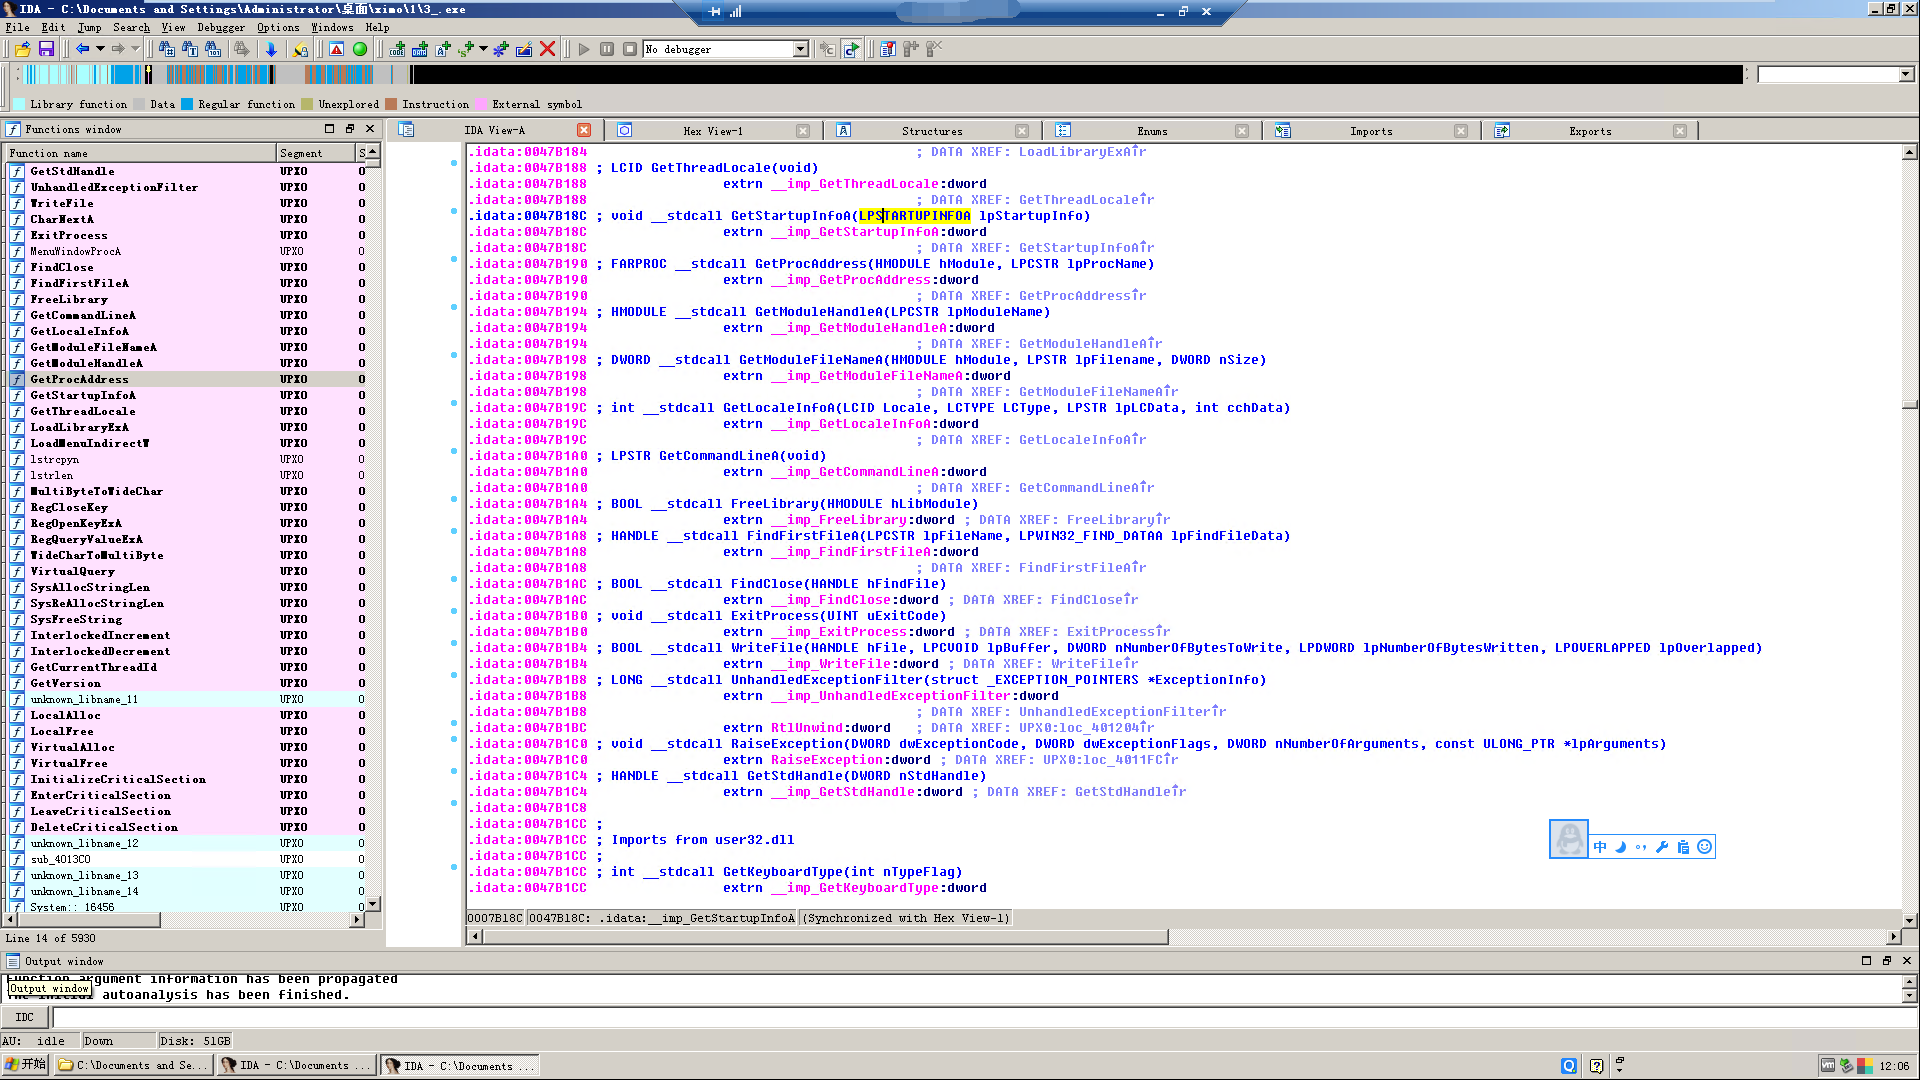 IDA - C:\Documents and Settings\Administrator\桌面\ximo\1\3_.exe
File Edit Jump Search View Debugger Options Windows Help
No debugger
Library function Data Regular function Unexplored Instruction External symbol
Functions window
Function name Segment S
GetStdHandle UPX0 0
UnhandledExceptionFilter UPX0 0
WriteFile UPX0 0
CharNextA UPX0 0
ExitProcess UPX0 0
MenuWindowProcA UPX0 0
FindClose UPX0 0
FindFirstFileA UPX0 0
FreeLibrary UPX0 0
GetCommandLineA UPX0 0
GetLocaleInfoA UPX0 0
GetModuleFileNameA UPX0 0
GetModuleHandleA UPX0 0
GetProcAddress UPX0 0
GetStartupInfoA UPX0 0
GetThreadLocale UPX0 0
LoadLibraryExA UPX0 0
LoadMenuIndirectW UPX0 0
lstrcpyn UPX0 0
lstrlen UPX0 0
MultiByteToWideChar UPX0 0
RegCloseKey UPX0 0
RegOpenKeyExA UPX0 0
RegQueryValueExA UPX0 0
WideCharToMultiByte UPX0 0
VirtualQuery UPX0 0
SysAllocStringLen UPX0 0
SysReAllocStringLen UPX0 0
SysFreeString UPX0 0
InterlockedIncrement UPX0 0
InterlockedDecrement UPX0 0
GetCurrentThreadId UPX0 0
GetVersion UPX0 0
unknown_libname_11 UPX0 0
LocalAlloc UPX0 0
LocalFree UPX0 0
VirtualAlloc UPX0 0
VirtualFree UPX0 0
InitializeCriticalSection UPX0 0
EnterCriticalSection UPX0 0
LeaveCriticalSection UPX0 0
DeleteCriticalSection UPX0 0
unknown_libname_12 UPX0 0
sub_4013C0 UPX0 0
unknown_libname_13 UPX0 0
unknown_libname_14 UPX0 0
System:: 16456 UPX0 0
Line 14 of 5930
IDA View-A Hex View-1 Structures Enums Imports Exports
.idata:0047B184 ; DATA XREF: LoadLibraryExA↑r
.idata:0047B188 ; LCID GetThreadLocale(void)
.idata:0047B188 extrn __imp_GetThreadLocale:dword
.idata:0047B188 ; DATA XREF: GetThreadLocale↑r
.idata:0047B18C ; void __stdcall GetStartupInfoA(LPSTARTUPINFOA lpStartupInfo)
.idata:0047B18C extrn __imp_GetStartupInfoA:dword
.idata:0047B18C ; DATA XREF: GetStartupInfoA↑r
.idata:0047B190 ; FARPROC __stdcall GetProcAddress(HMODULE hModule, LPCSTR lpProcName)
.idata:0047B190 extrn __imp_GetProcAddress:dword
.idata:0047B190 ; DATA XREF: GetProcAddress↑r
.idata:0047B194 ; HMODULE __stdcall GetModuleHandleA(LPCSTR lpModuleName)
.idata:0047B194 extrn __imp_GetModuleHandleA:dword
.idata:0047B194 ; DATA XREF: GetModuleHandleA↑r
.idata:0047B198 ; DWORD __stdcall GetModuleFileNameA(HMODULE hModule, LPSTR lpFilename, DWORD nSize)
.idata:0047B198 extrn __imp_GetModuleFileNameA:dword
.idata:0047B198 ; DATA XREF: GetModuleFileNameA↑r
.idata:0047B19C ; int __stdcall GetLocaleInfoA(LCID Locale, LCTYPE LCType, LPSTR lpLCData, int cchData)
.idata:0047B19C extrn __imp_GetLocaleInfoA:dword
.idata:0047B19C ; DATA XREF: GetLocaleInfoA↑r
.idata:0047B1A0 ; LPSTR GetCommandLineA(void)
.idata:0047B1A0 extrn __imp_GetCommandLineA:dword
.idata:0047B1A0 ; DATA XREF: GetCommandLineA↑r
.idata:0047B1A4 ; BOOL __stdcall FreeLibrary(HMODULE hLibModule)
.idata:0047B1A4 extrn __imp_FreeLibrary:dword ; DATA XREF: FreeLibrary↑r
.idata:0047B1A8 ; HANDLE __stdcall FindFirstFileA(LPCSTR lpFileName, LPWIN32_FIND_DATAA lpFindFileData)
.idata:0047B1A8 extrn __imp_FindFirstFileA:dword
.idata:0047B1A8 ; DATA XREF: FindFirstFileA↑r
.idata:0047B1AC ; BOOL __stdcall FindClose(HANDLE hFindFile)
.idata:0047B1AC extrn __imp_FindClose:dword ; DATA XREF: FindClose↑r
.idata:0047B1B0 ; void __stdcall ExitProcess(UINT uExitCode)
.idata:0047B1B0 extrn __imp_ExitProcess:dword ; DATA XREF: ExitProcess↑r
.idata:0047B1B4 ; BOOL __stdcall WriteFile(HANDLE hFile, LPCVOID lpBuffer, DWORD nNumberOfBytesToWrite, LPDWORD lpNumberOfBytesWritten, LPOVERLAPPED lpOverlapped)
.idata:0047B1B4 extrn __imp_WriteFile:dword ; DATA XREF: WriteFile↑r
.idata:0047B1B8 ; LONG __stdcall UnhandledExceptionFilter(struct _EXCEPTION_POINTERS *ExceptionInfo)
.idata:0047B1B8 extrn __imp_UnhandledExceptionFilter:dword
.idata:0047B1B8 ; DATA XREF: UnhandledExceptionFilter↑r
.idata:0047B1BC extrn RtlUnwind:dword ; DATA XREF: UPX0:loc_401204↑r
.idata:0047B1C0 ; void __stdcall RaiseException(DWORD dwExceptionCode, DWORD dwExceptionFlags, DWORD nNumberOfArguments, const ULONG_PTR *lpArguments)
.idata:0047B1C0 extrn RaiseException:dword ; DATA XREF: UPX0:loc_4011FC↑r
.idata:0047B1C4 ; HANDLE __stdcall GetStdHandle(DWORD nStdHandle)
.idata:0047B1C4 extrn __imp_GetStdHandle:dword ; DATA XREF: GetStdHandle↑r
.idata:0047B1C8
.idata:0047B1CC ;
.idata:0047B1CC ; Imports from user32.dll
.idata:0047B1CC ;
.idata:0047B1CC ; int __stdcall GetKeyboardType(int nTypeFlag)
.idata:0047B1CC extrn __imp_GetKeyboardType:dword
0007B18C 0047B18C: .idata:__imp_GetStartupInfoA (Synchronized with Hex View-1)
中
Output window
Function argument information has been propagated
Output window
The initial autoanalysis has been finished.
IDC
AU: idle Down Disk: 51GB
开始 C:\Documents and Se... IDA - C:\Documents ... IDA - C:\Documents ... 12:06